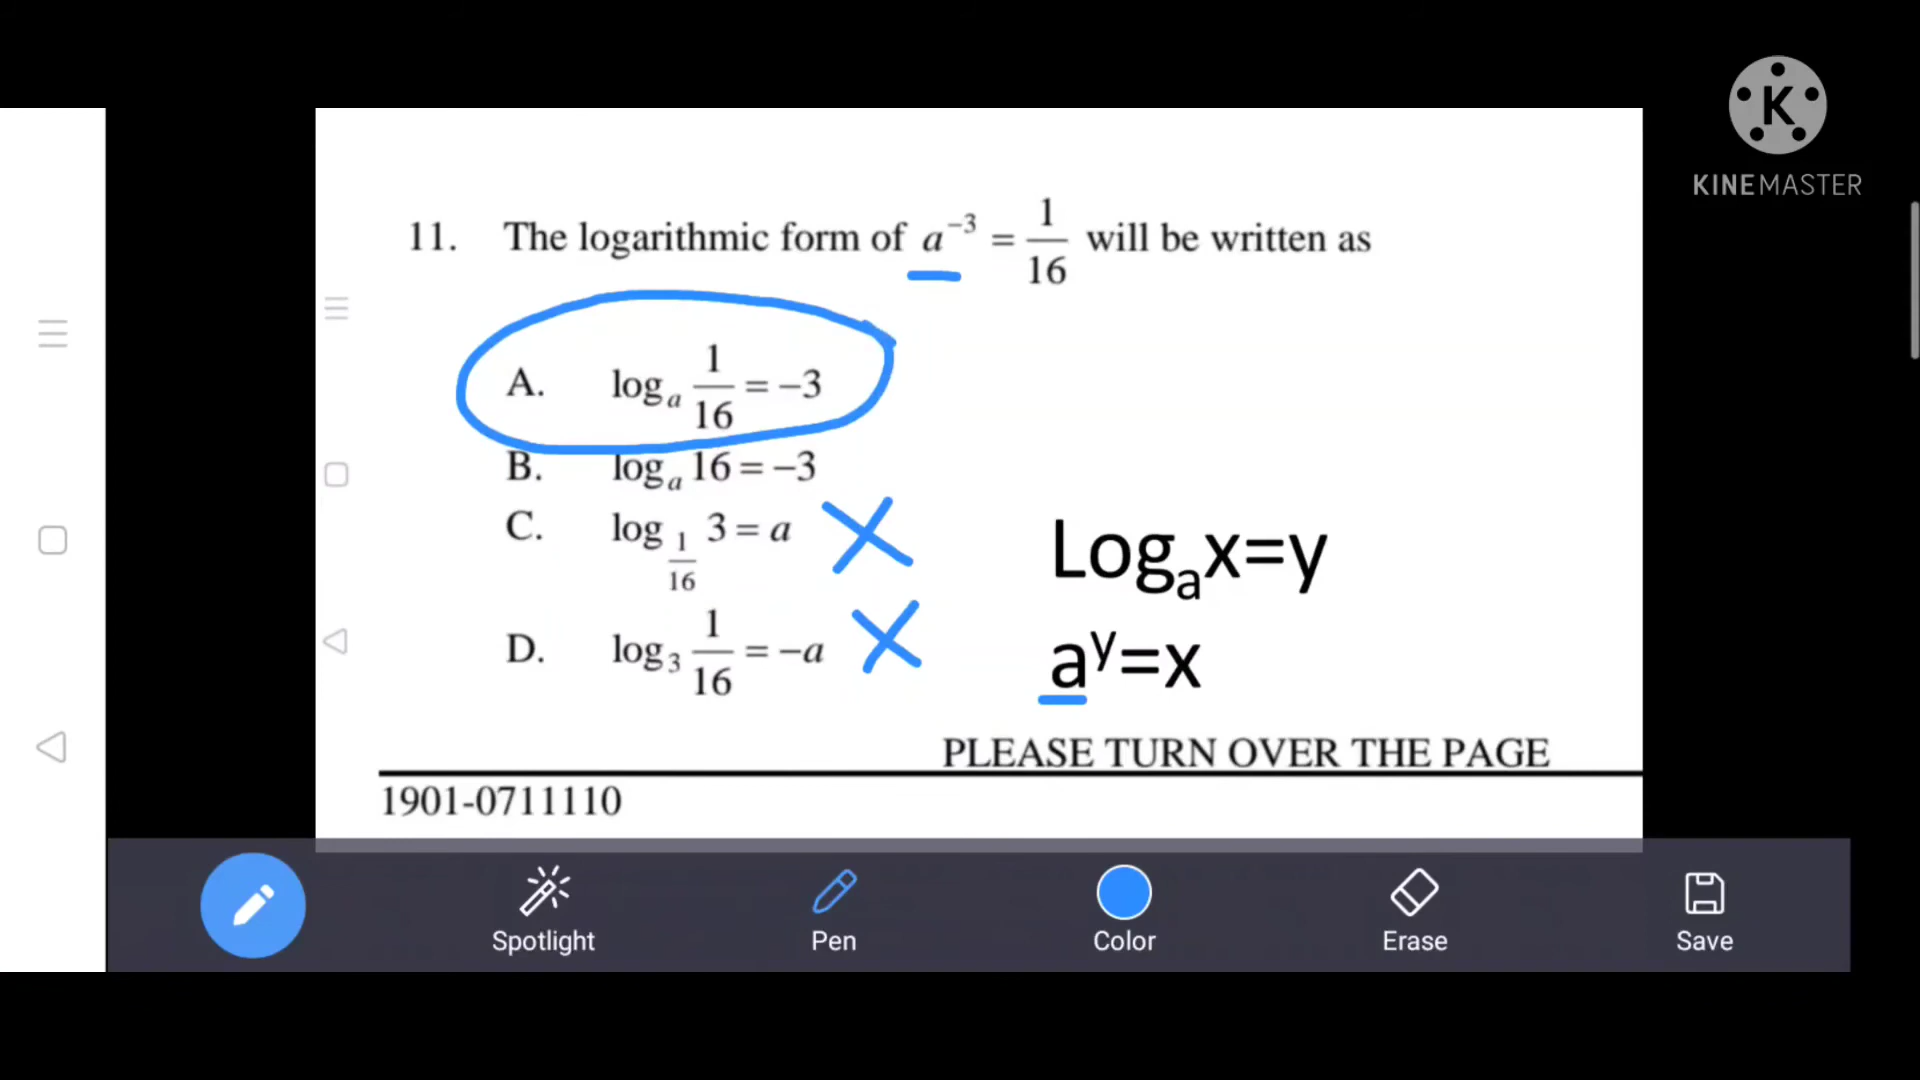 K
KINEMASTER
11. The logarithmic form of a⁻³ = 1/16 will be written as
A. logₐ 1/16 = −3
B. logₐ 16 = −3
C. log_(1/16) 3 = a
D. log₃ 1/16 = −a
Logₐx=y
aʸ=x
PLEASE TURN OVER THE PAGE
1901-0711110
Spotlight
Pen
Color
Erase
Save